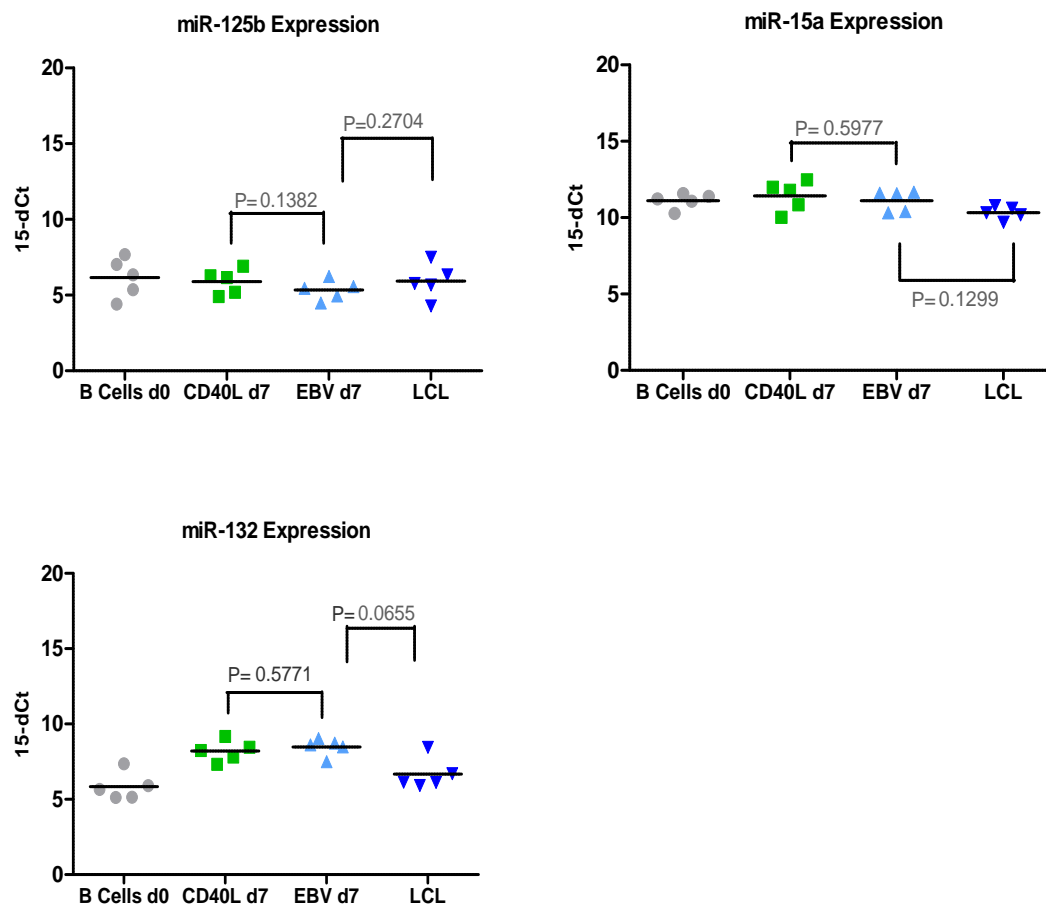 miR-125b Expression
15-dCt
20
15
10
5
0
P=0.2704
P= 0.1382
B Cells d0 CD40L d7 EBV d7 LCL
miR-15a Expression
15-dCt
20
15
10
5
0
P= 0.5977
P= 0.1299
B Cells d0 CD40L d7 EBV d7 LCL
miR-132 Expression
15-dCt
20
15
10
5
0
P= 0.0655
P= 0.5771
B Cells d0 CD40L d7 EBV d7 LCL